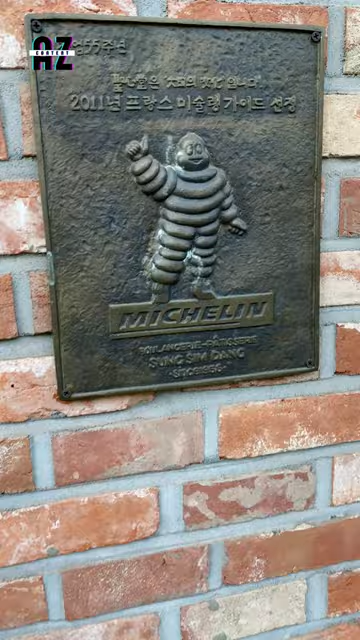 AZ
CONTENT
55주년
2011년 프랑스 미슐랭 가이드 선정
MICHELIN
BOULANGERIE-PATISSERIE
SUNG SIM DANG
-SINCE1956-